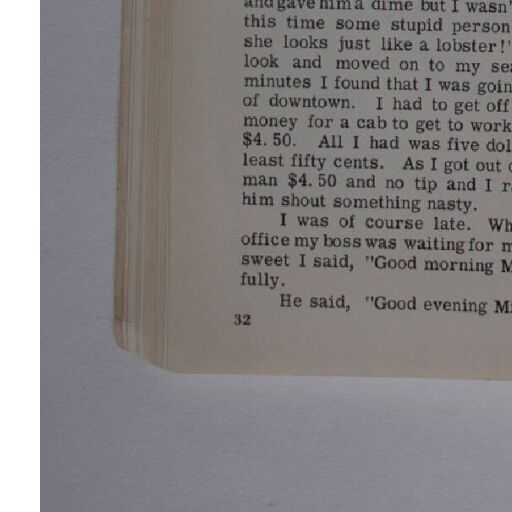 and gave him a dime but I wasn'
this time some stupid person
she looks just like a lobster!"
look and moved on to my
minutes I found that I was
of downtown. I had to get off
money for a cab to get to work
$4.50. All I had was five
least fifty cents. As I got out
man $4.50 and no tip and I
him shout something nasty.
I was of course late.
office my boss was waiting for
sweet I said, "Good morning
fully.
He said, "Good evening
32